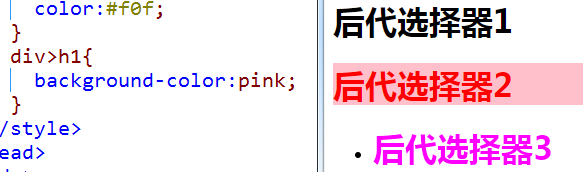 color:#f0f;
}
div>h1{
background-color:pink;
}
/style>
ead>
后代选择器1
后代选择器2
后代选择器3